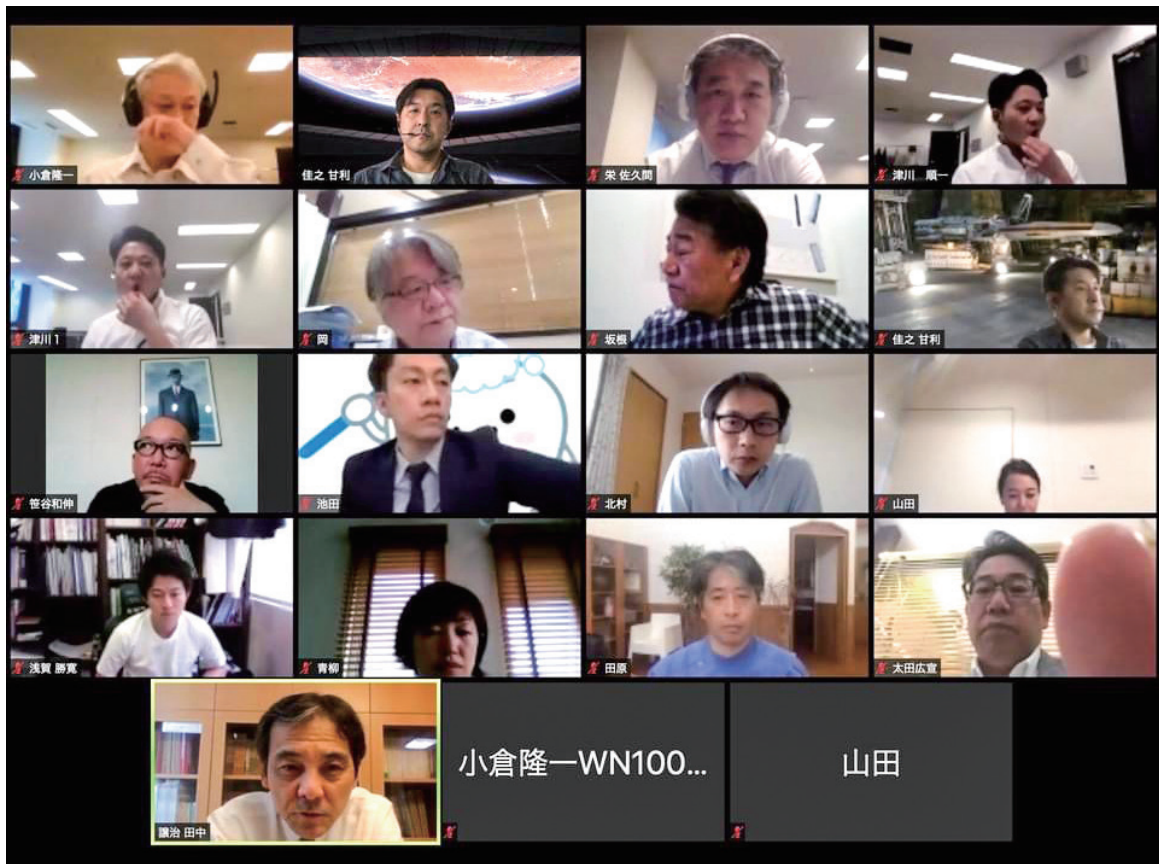 小倉隆一
佳之 甘利
栄 佐久間
津川 順一
津川1
岡
坂根
佳之 甘利
笹谷和伸
池田
北村
山田
浅賀 勝寛
青柳
田原
太田広宣
譲治 田中
小倉隆一WN100...
山田